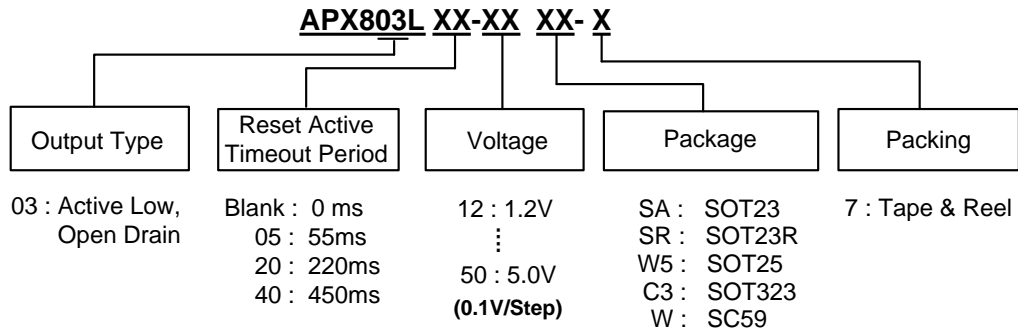 APX803L XX-XX XX- X
Output Type
Reset Active
Timeout Period
Voltage
Package
Packing
03 : Active Low,
Open Drain
Blank : 0 ms
05 : 55ms
20 : 220ms
40 : 450ms
12 : 1.2V
50 : 5.0V
(0.1V/Step)
SA : SOT23
SR : SOT23R
W5 : SOT25
C3 : SOT323
W : SC59
7 : Tape & Reel